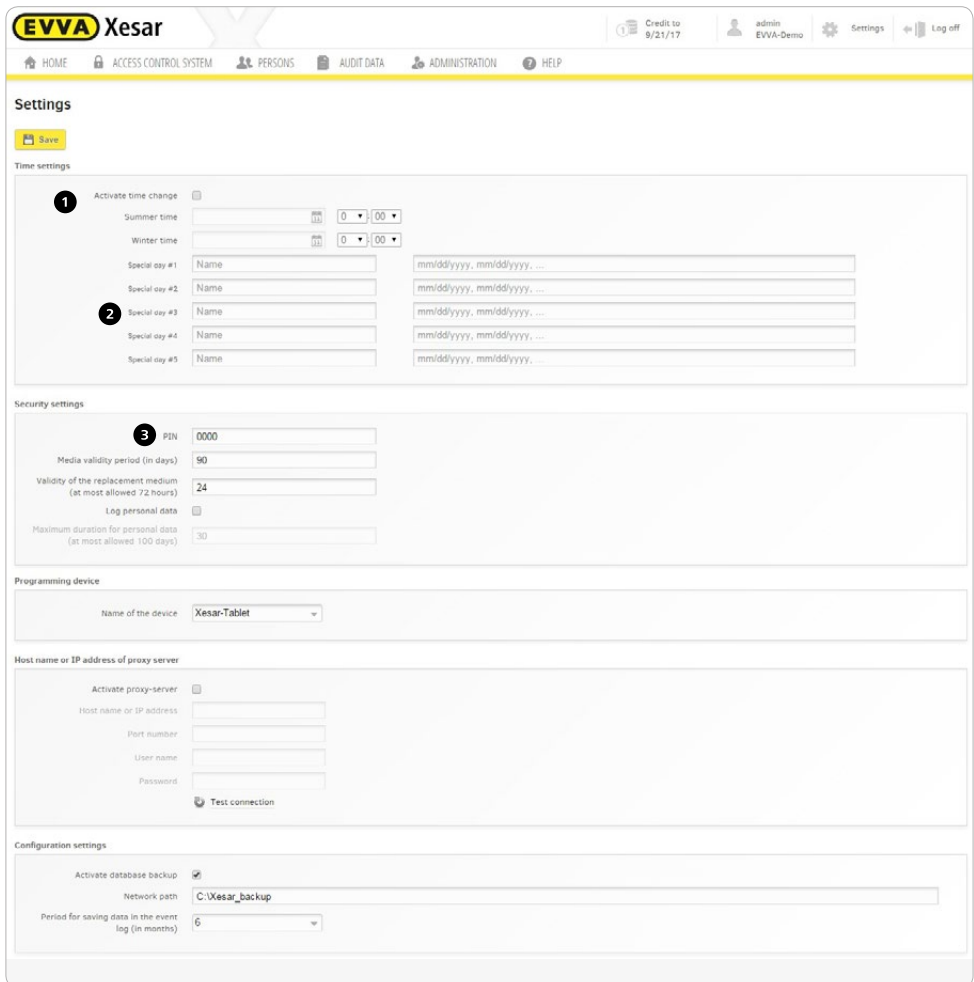 EVVA Xesar
Credit to
9/21/17
admin
EVVA-Demo
Settings
Log off
HOME ACCESS CONTROL SYSTEM PERSONS AUDIT DATA ADMINISTRATION HELP
Settings
Save
Time settings
1 Activate time change
Summer time 0 : 00
Winter time 0 : 00
Special day #1 Name mm/dd/yyyy, mm/dd/yyyy, ...
Special day #2 Name mm/dd/yyyy, mm/dd/yyyy, ...
2 Special day #3 Name mm/dd/yyyy, mm/dd/yyyy, ...
Special day #4 Name mm/dd/yyyy, mm/dd/yyyy, ...
Special day #5 Name mm/dd/yyyy, mm/dd/yyyy, ...
Security settings
3 PIN 0000
Media validity period (in days) 90
Validity of the replacement medium
(at most allowed 72 hours) 24
Log personal data
Maximum duration for personal data
(at most allowed 100 days) 30
Programming device
Name of the device Xesar-Tablet
Host name or IP address of proxy server
Activate proxy-server
Host name or IP address
Port number
User name
Password
Test connection
Configuration settings
Activate database backup
Network path C:\Xesar_backup
Period for saving data in the event
log (in months) 6